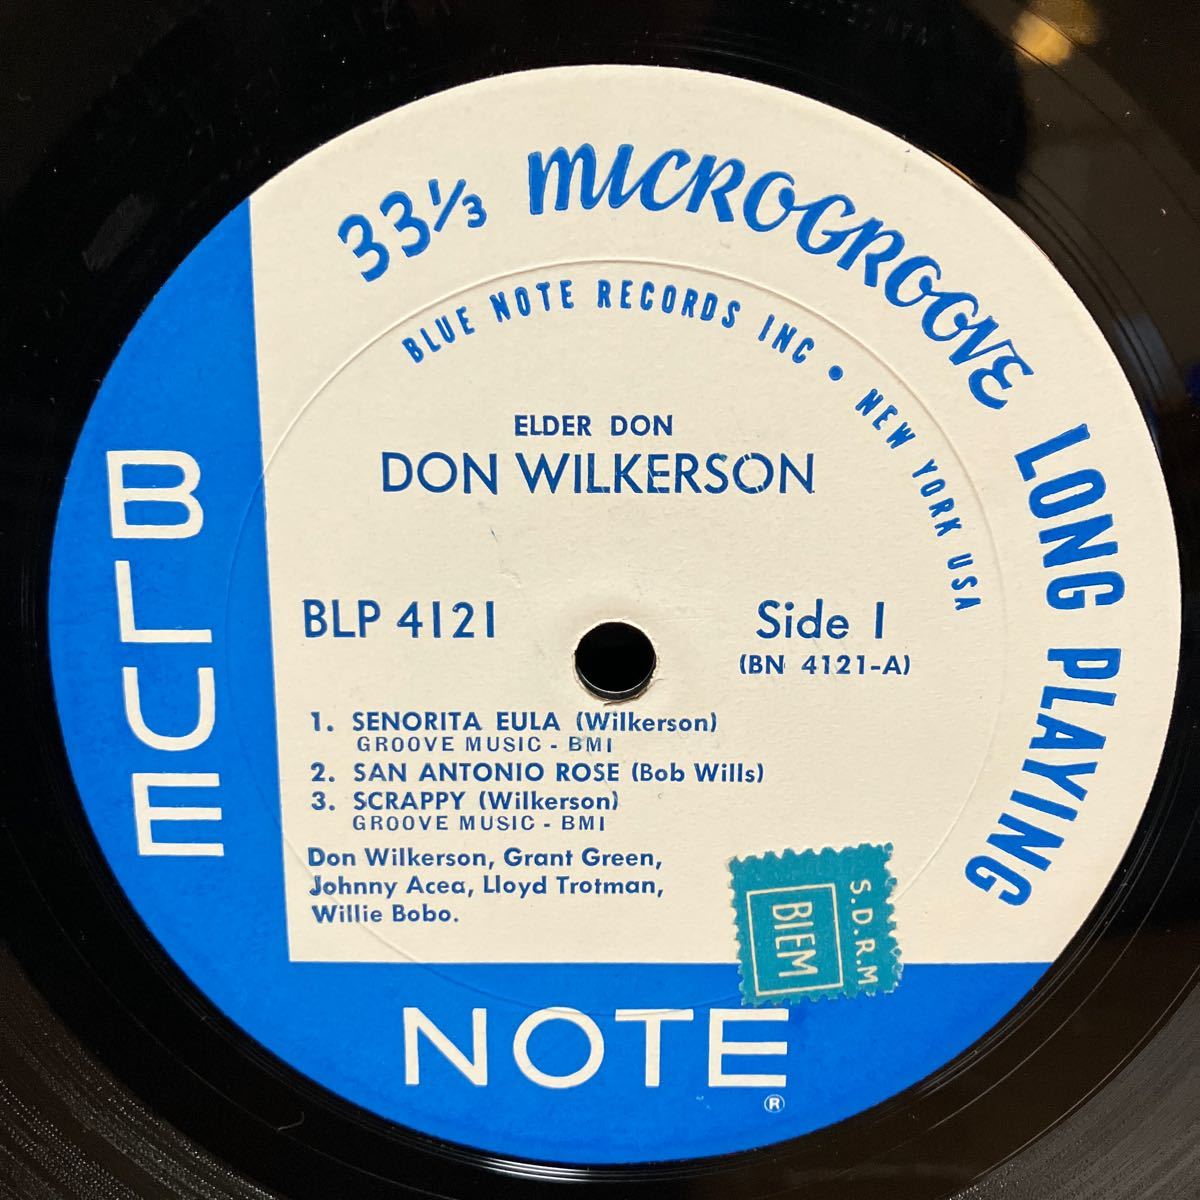 33⅓ MICROGROOVE LONG PLAYING
BLUE NOTE RECORDS INC • NEW YORK USA
ELDER DON
DON WILKERSON
BLP 4121
Side 1
(BN 4121-A)
1. SENORITA EULA (Wilkerson)
GROOVE MUSIC - BMI
2. SAN ANTONIO ROSE (Bob Wills)
3. SCRAPPY (Wilkerson)
GROOVE MUSIC - BMI
Don Wilkerson, Grant Green,
Johnny Acea, Lloyd Trotman,
Willie Bobo.
S.D.R.M
BIEM
BLUE
NOTE®